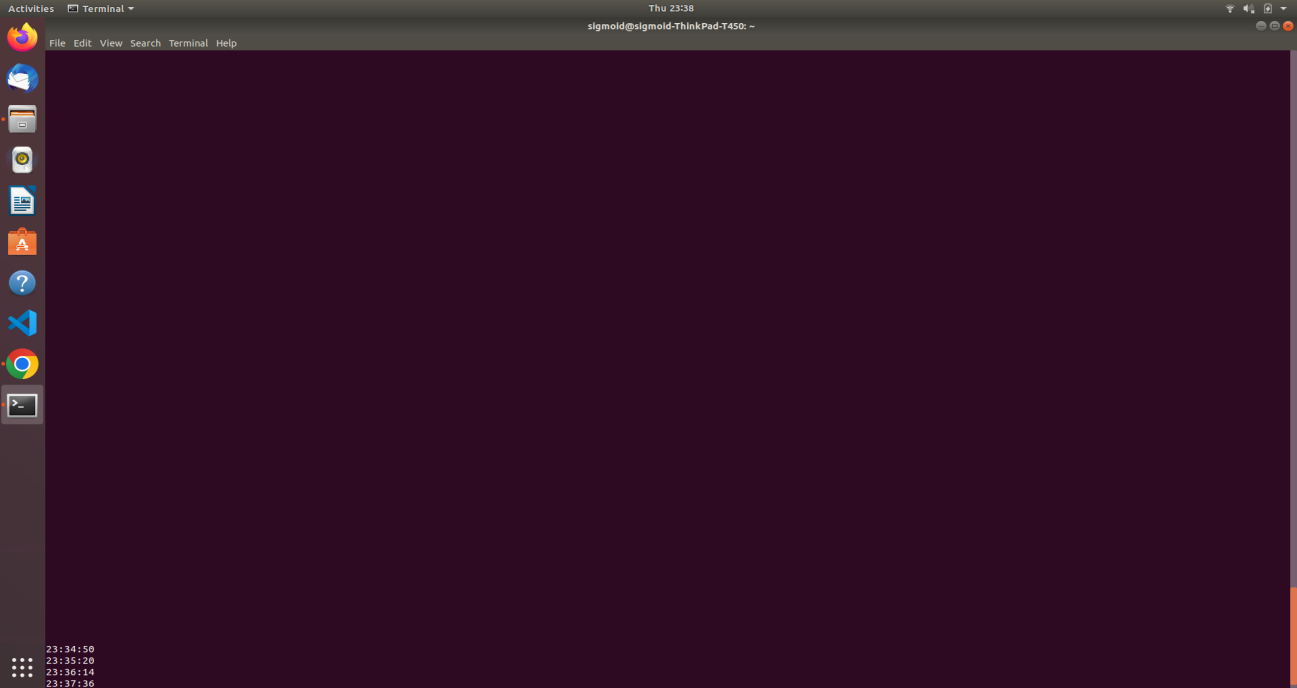 Activities Terminal Thu 23:38
sigmoid@sigmoid-ThinkPad-T450: ~
File Edit View Search Terminal Help
23:34:50
23:35:20
23:36:14
23:37:36